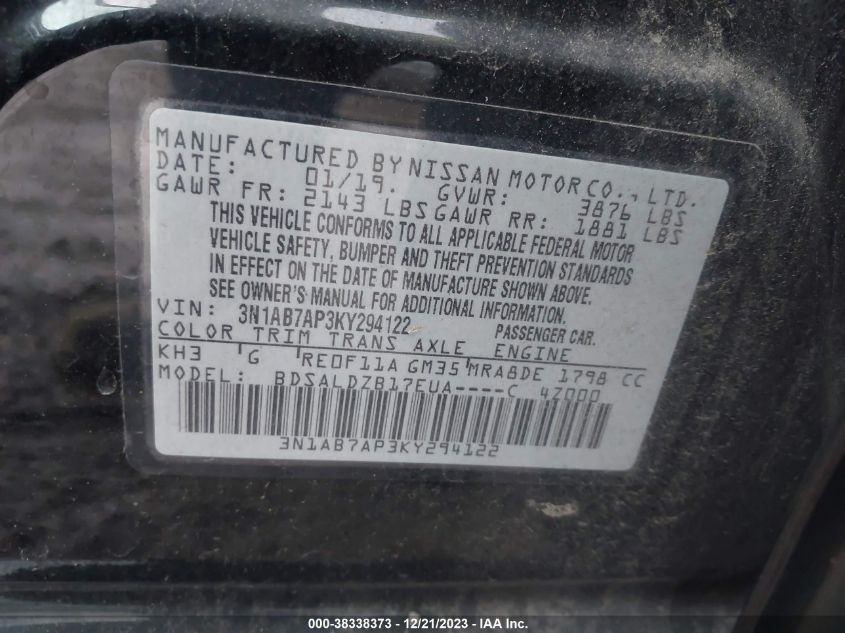 MANUFACTURED BY NISSAN MOTOR CO., LTD.
DATE: 01/19. GVWR: 3876 LBS
GAWR FR: 2143 LBS GAWR RR: 1881 LBS
THIS VEHICLE CONFORMS TO ALL APPLICABLE FEDERAL MOTOR
VEHICLE SAFETY, BUMPER AND THEFT PREVENTION STANDARDS
IN EFFECT ON THE DATE OF MANUFACTURE SHOWN ABOVE.
SEE OWNER'S MANUAL FOR ADDITIONAL INFORMATION.
VIN: 3N1AB7AP3KY294122 PASSENGER CAR.
COLOR TRIM TRANS AXLE ENGINE
KH3 G RE0F11A GM35 MRA8DE 1798 CC
MODEL: BDSALDZB17EUA----C 4Z000
3N1AB7AP3KY294122
000-38338373 - 12/21/2023 - IAA Inc.